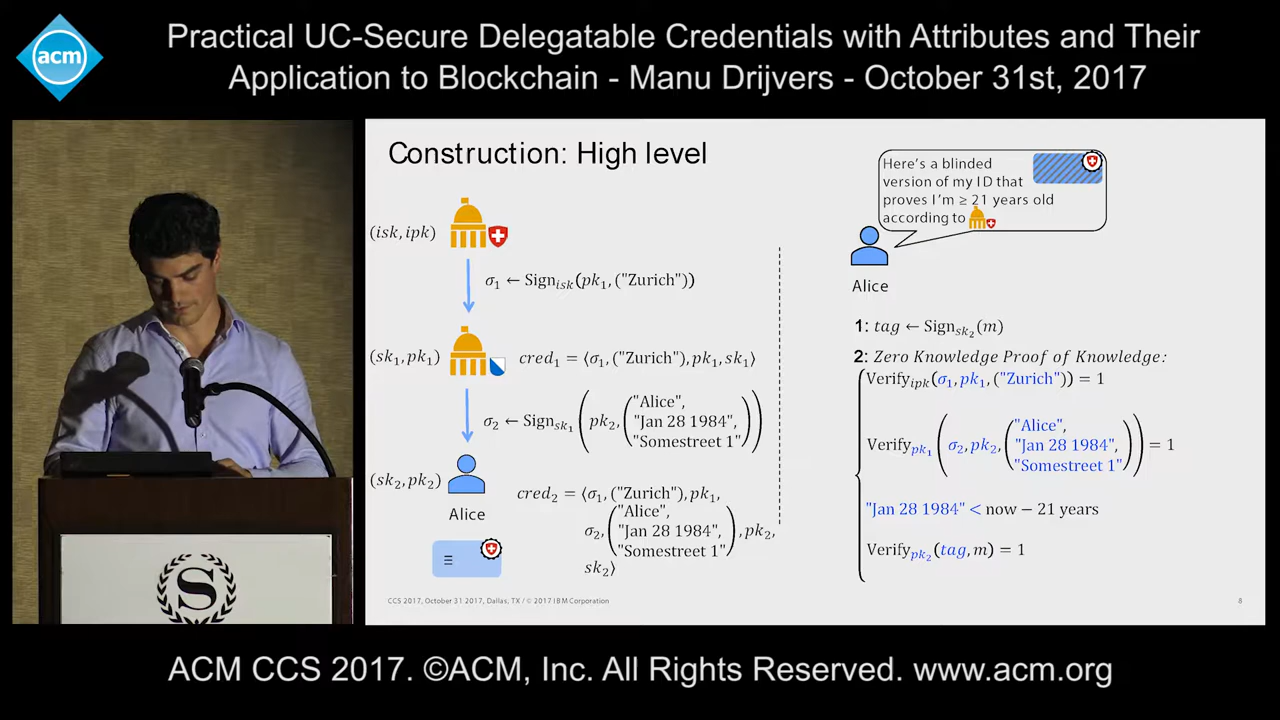 Practical UC-Secure Delegatable Credentials with Attributes and Their
Application to Blockchain - Manu Drijvers - October 31st, 2017
acm
S
Construction: High level
(isk, ipk)
σ₁ ← Sign_isk(pk₁, ("Zurich"))
(sk₁, pk₁)
cred₁ = ⟨σ₁, ("Zurich"), pk₁, sk₁⟩
σ₂ ← Sign_sk₁(pk₂, ("Alice",
"Jan 28 1984",
"Somestreet 1"))
(sk₂, pk₂)
Alice
cred₂ = ⟨σ₁, ("Zurich"), pk₁,
σ₂, ("Alice",
"Jan 28 1984",
"Somestreet 1"), pk₂,
sk₂⟩
Here's a blinded
version of my ID that
proves I'm ≥ 21 years old
according to
Alice
1: tag ← Sign_sk₂(m)
2: Zero Knowledge Proof of Knowledge:
Verify_ipk(σ₁, pk₁, ("Zurich")) = 1
Verify_pk₁(σ₂, pk₂, ("Alice",
"Jan 28 1984",
"Somestreet 1")) = 1
"Jan 28 1984" < now − 21 years
Verify_pk₂(tag, m) = 1
CCS 2017, October 31 2017, Dallas, TX / © 2017 IBM Corporation
8
ACM CCS 2017. ©ACM, Inc. All Rights Reserved. www.acm.org